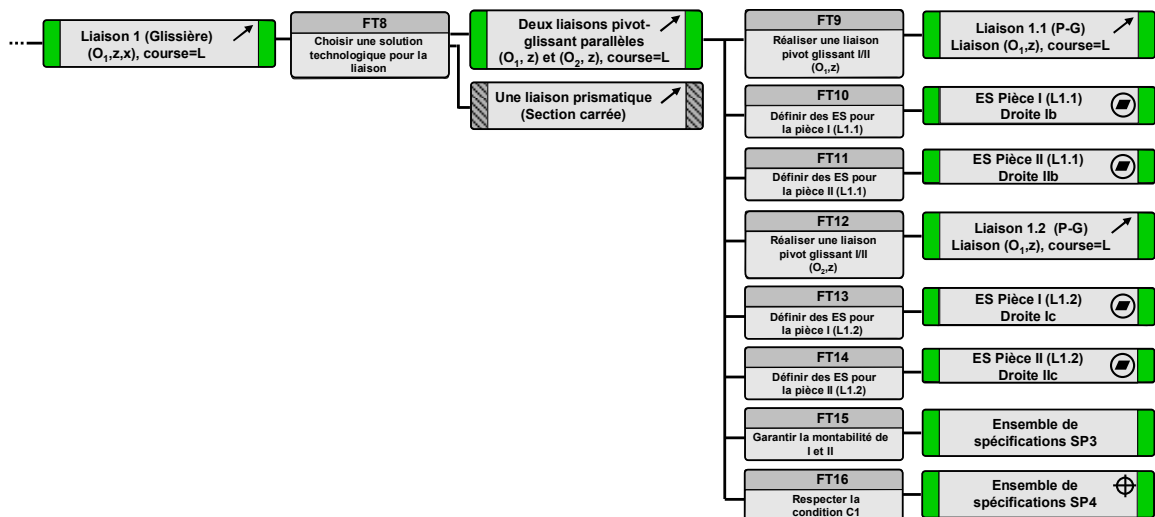 Liaison 1 (Glissière)
(O1,z,x), course=L
FT8
Choisir une solution
technologique pour la
liaison
Deux liaisons pivot-
glissant parallèles
(O1, z) et (O2, z), course=L
Une liaison prismatique
(Section carrée)
FT9
Réaliser une liaison
pivot glissant I/II
(O1,z)
Liaison 1.1 (P-G)
Liaison (O1,z), course=L
FT10
Définir des ES pour
la pièce I (L1.1)
ES Pièce I (L1.1)
Droite Ib
FT11
Définir des ES pour
la pièce II (L1.1)
ES Pièce II (L1.1)
Droite IIb
FT12
Réaliser une liaison
pivot glissant I/II
(O2,z)
Liaison 1.2 (P-G)
Liaison (O1,z), course=L
FT13
Définir des ES pour
la pièce I (L1.2)
ES Pièce I (L1.2)
Droite Ic
FT14
Définir des ES pour
la pièce II (L1.2)
ES Pièce II (L1.2)
Droite IIc
FT15
Garantir la montabilité de
I et II
Ensemble de
spécifications SP3
FT16
Respecter la
condition C1
Ensemble de
spécifications SP4